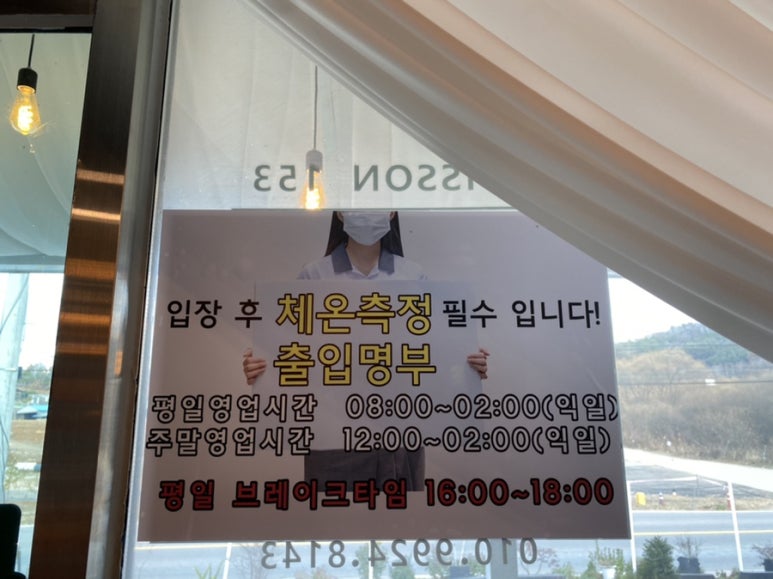 SSON 153
입장 후 체온측정 필수 입니다!
출입명부
평일영업시간 08:00~02:00(익일)
주말영업시간 12:00~02:00(익일)
평일 브레이크타임 16:00~18:00
010.9924.8143